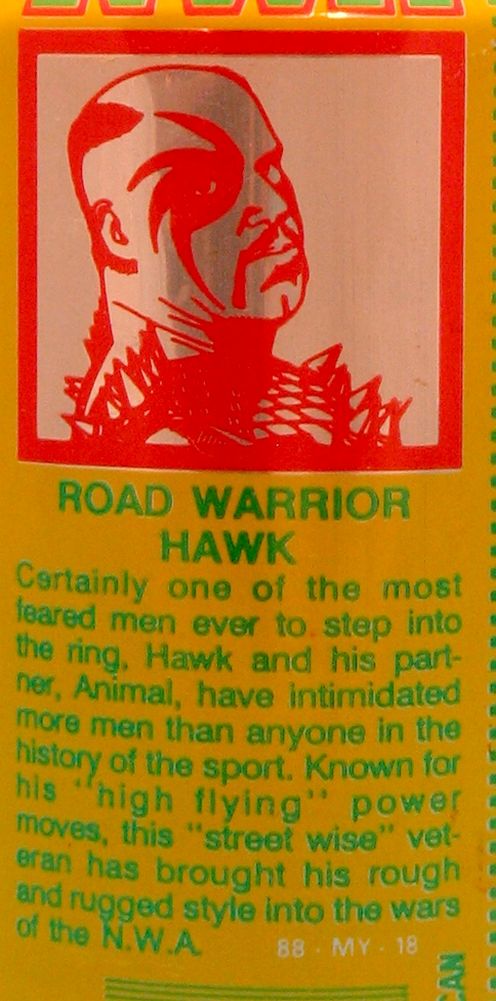 ROAD WARRIOR
HAWK
Certainly one of the most
feared men ever to step into
the ring, Hawk and his part-
ner, Animal, have intimidated
more men than anyone in the
history of the sport. Known for
his "high flying" power
moves, this "street wise" vet-
eran has brought his rough
and rugged style into the wars
of the N.W.A.
88 - MY - 18
AN